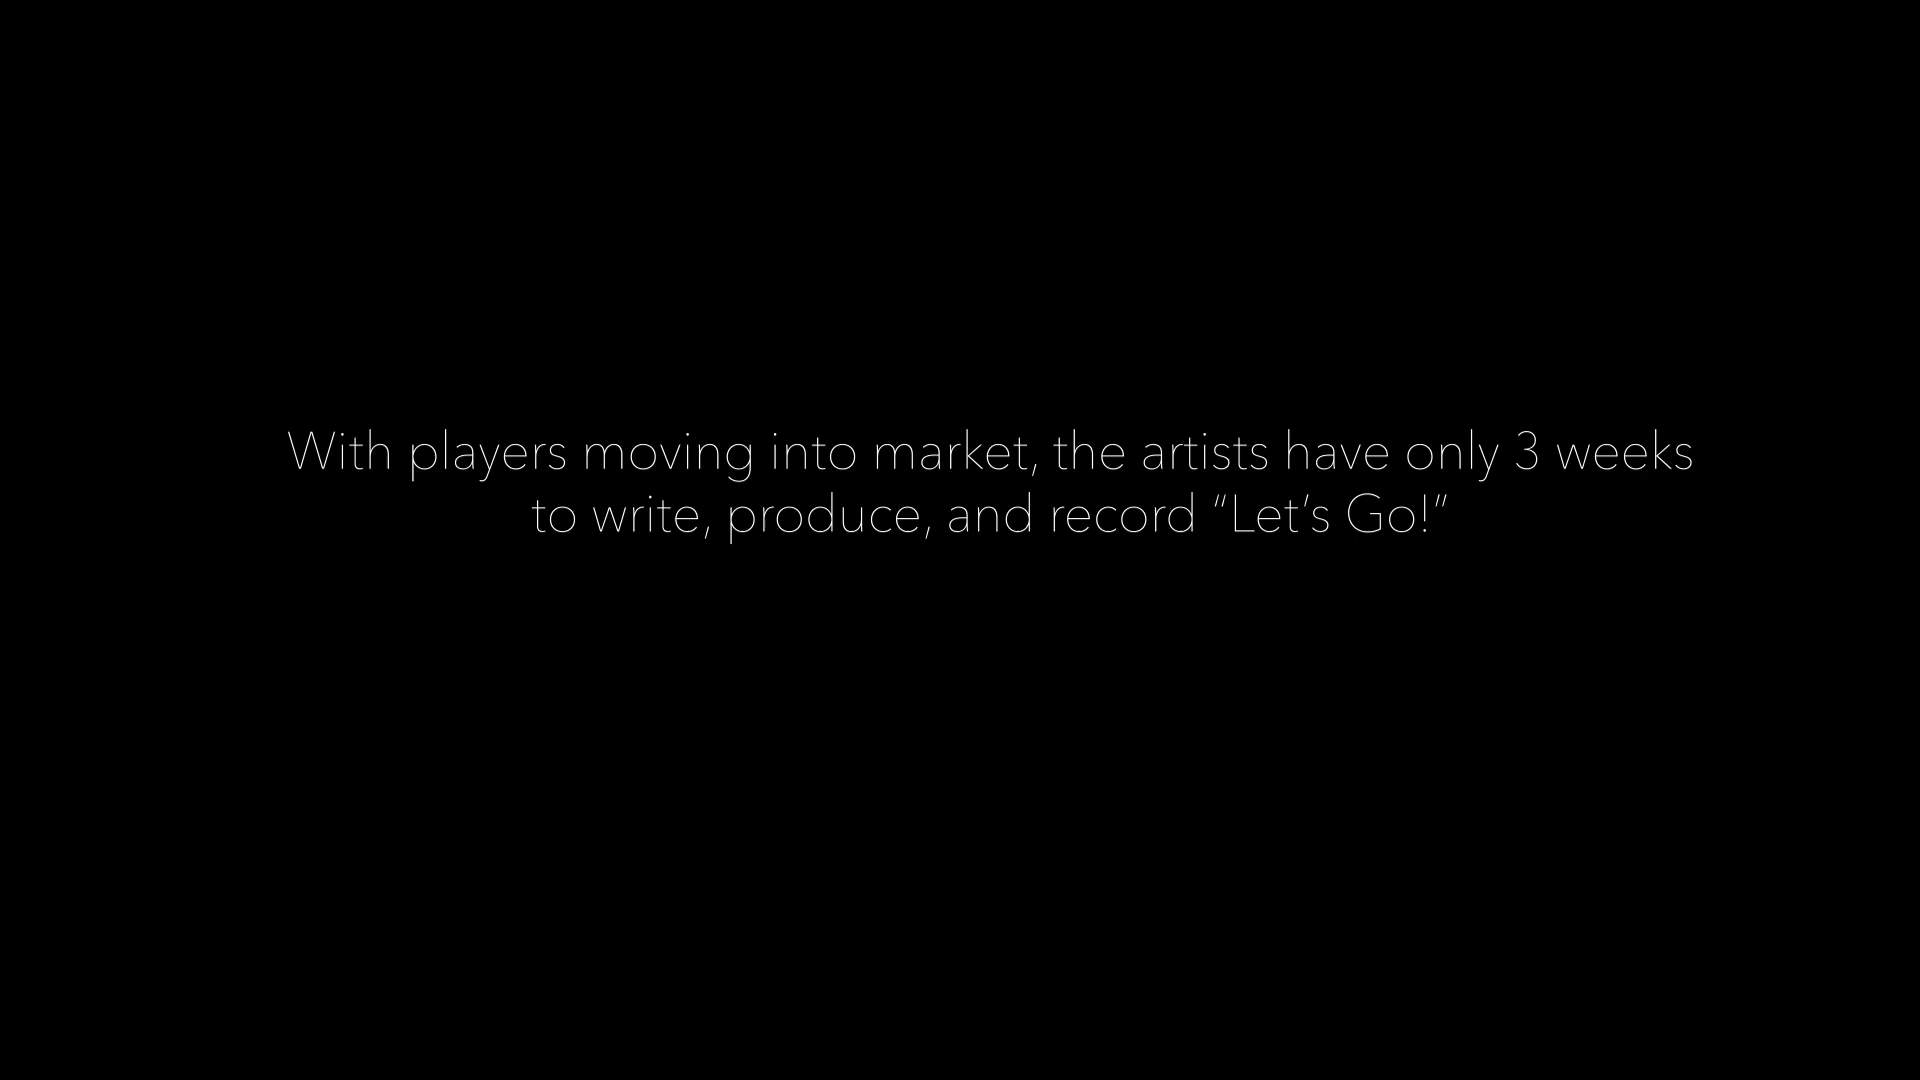 With players moving into market, the artists have only 3 weeks
to write, produce, and record “Let’s Go!”